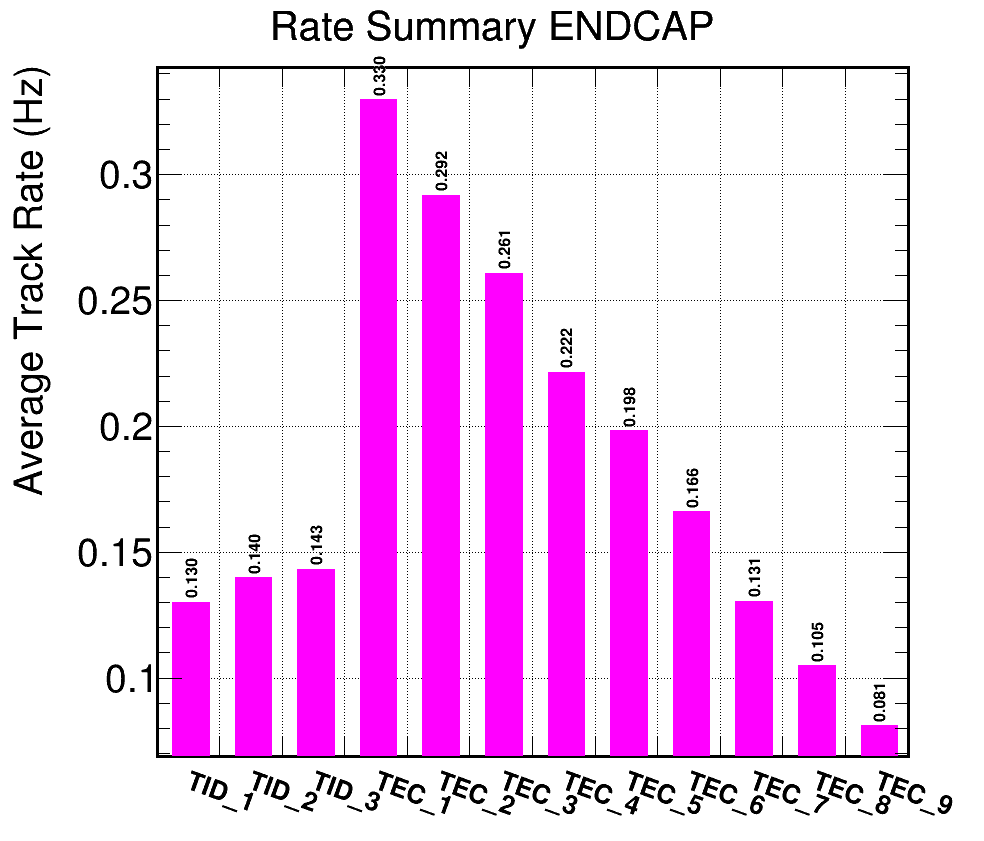 Rate Summary ENDCAP
Average Track Rate (Hz)
0.3
0.25
0.2
0.15
0.1
0.130
0.140
0.143
0.330
0.292
0.261
0.222
0.198
0.166
0.131
0.105
0.081
TID_1
TID_2
TID_3
TEC_1
TEC_2
TEC_3
TEC_4
TEC_5
TEC_6
TEC_7
TEC_8
TEC_9